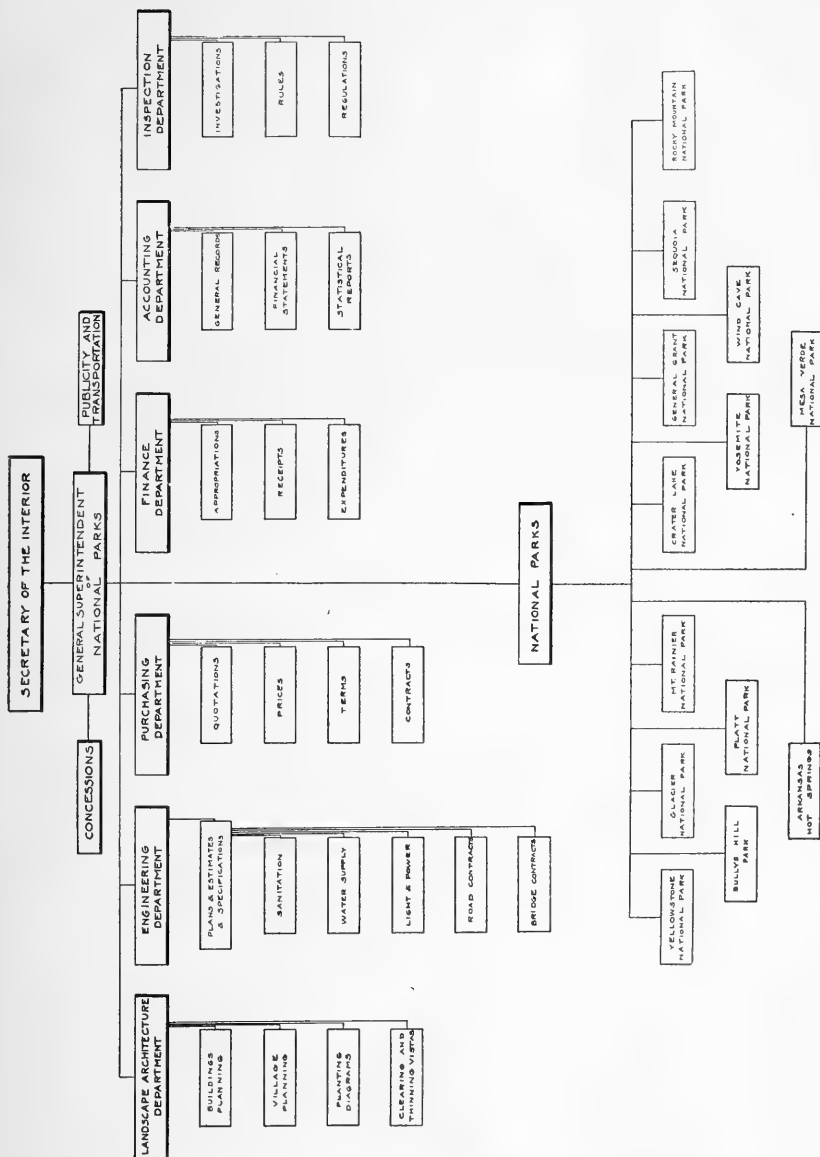 SECRETARY OF THE INTERIOR
CONCESSIONS
GENERAL SUPERINTENDENT
OF
NATIONAL PARKS
PUBLICITY AND
TRANSPORTATION
LANDSCAPE ARCHITECTURE
DEPARTMENT
BUILDINGS
PLANNING
VILLAGE
PLANNING
PLANTING
DIAGRAMS
CLEARING AND
THINNING VISTAS
ENGINEERING
DEPARTMENT
PLANS & ESTIMATES
& SPECIFICATIONS
SANITATION
WATER SUPPLY
LIGHT & POWER
ROAD CONTRACTS
BRIDGE CONTRACTS
PURCHASING
DEPARTMENT
QUOTATIONS
PRICES
TERMS
CONTRACTS
FINANCE
DEPARTMENT
APPROPRIATIONS
RECEIPTS
EXPENDITURES
ACCOUNTING
DEPARTMENT
GENERAL RECORDS
FINANCIAL
STATEMENTS
STATISTICAL
REPORTS
INSPECTION
DEPARTMENT
INVESTIGATIONS
RULES
REGULATIONS
NATIONAL PARKS
YELLOWSTONE
NATIONAL PARK
GLACIER
NATIONAL PARK
MT. RAINIER
NATIONAL PARK
CRATER LAKE
NATIONAL PARK
GENERAL GRANT
NATIONAL PARK
SEQUOIA
NATIONAL PARK
ROCKY MOUNTAIN
NATIONAL PARK
SULLYS HILL
PARK
PLATT
NATIONAL PARK
YOSEMITE
NATIONAL PARK
WIND CAVE
NATIONAL PARK
ARKANSAS
HOT SPRINGS
MESA VERDE
NATIONAL PARK